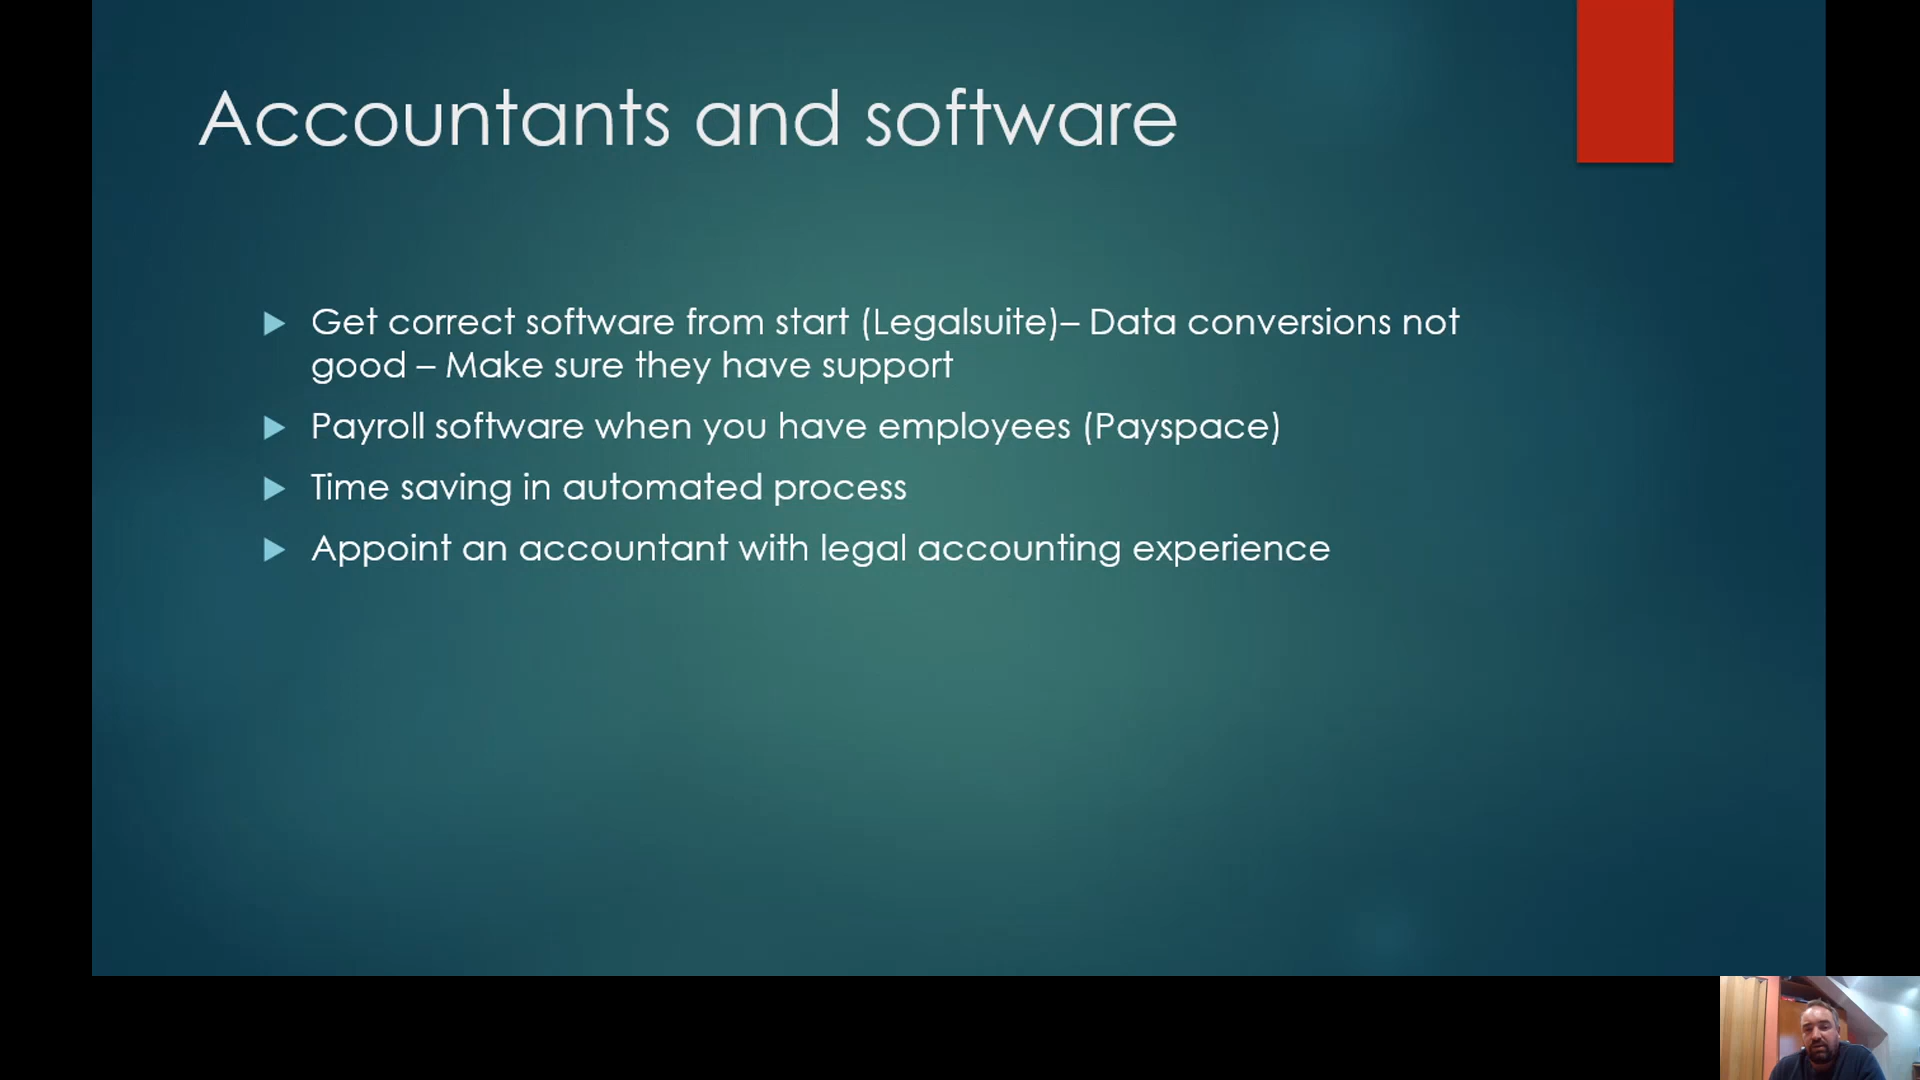 Accountants and software
Get correct software from start (Legalsuite)– Data conversions not
good – Make sure they have support
Payroll software when you have employees (Payspace)
Time saving in automated process
Appoint an accountant with legal accounting experience